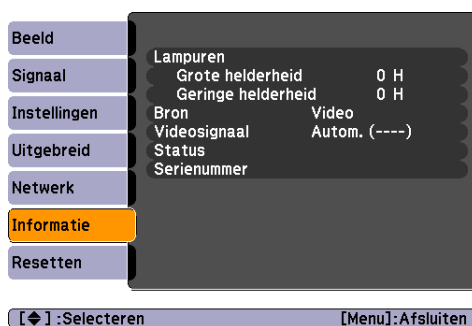 Beeld
Signaal
Instellingen
Uitgebreid
Netwerk
Informatie
Resetten
Lampuren
Grote helderheid 0 H
Geringe helderheid 0 H
Bron Video
Videosignaal Autom. (----)
Status
Serienummer
[◆] :Selecteren [Menu]:Afsluiten